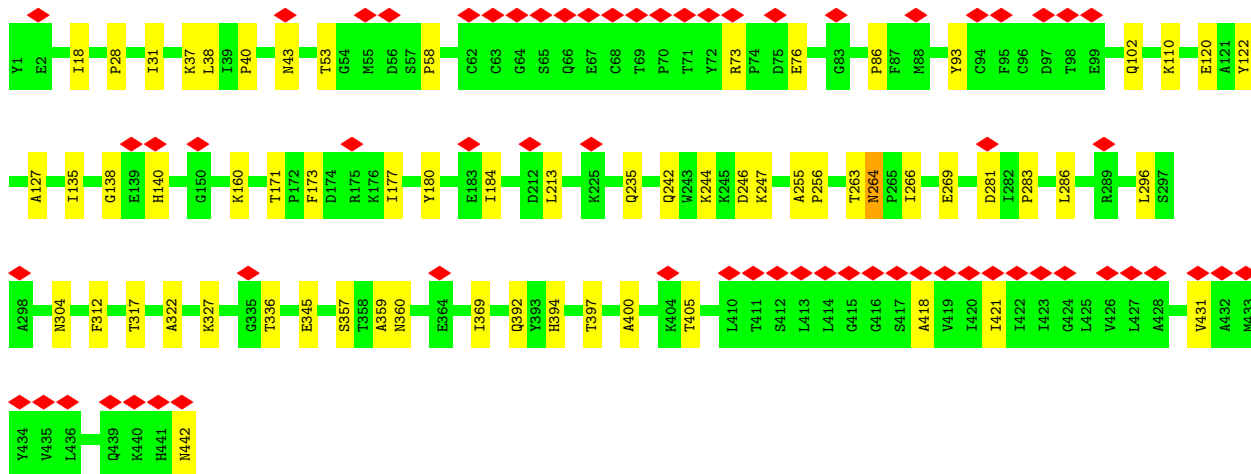 Y1 E2 I18 P28 I31 K37 L38 I39 P40 N43 T53 G54 M55 D56 S57 P58 C62 C63 G64 S65 Q66 E67 C68 T69 P70 T71 Y72 R73 P74 D75 E76 G83 P86 F87 M88 Y93 C94 F95 C96 D97 T98 E99 Q102 K110 E120 A121 Y122
A127 I135 G138 E139 H140 G150 K160 T171 P172 F173 D174 R175 K176 I177 Y180 E183 I184 D212 L213 K225 Q235 Q242 W243 K244 K245 D246 K247 A255 P256 T263 N264 P265 I266 E269 D281 I282 P283 L286 R289 L296 S297
A298 N304 F312 T317 A322 K327 G335 T336 E345 S357 T358 A359 N360 E364 I369 Q392 Y393 H394 T397 A400 K404 T405 L410 T411 S412 L413 L414 G415 G416 S417 A418 V419 I420 I421 I422 I423 G424 L425 V426 L427 A428 V431 A432 M433
Y434 V435 L436 Q439 K440 H441 N442